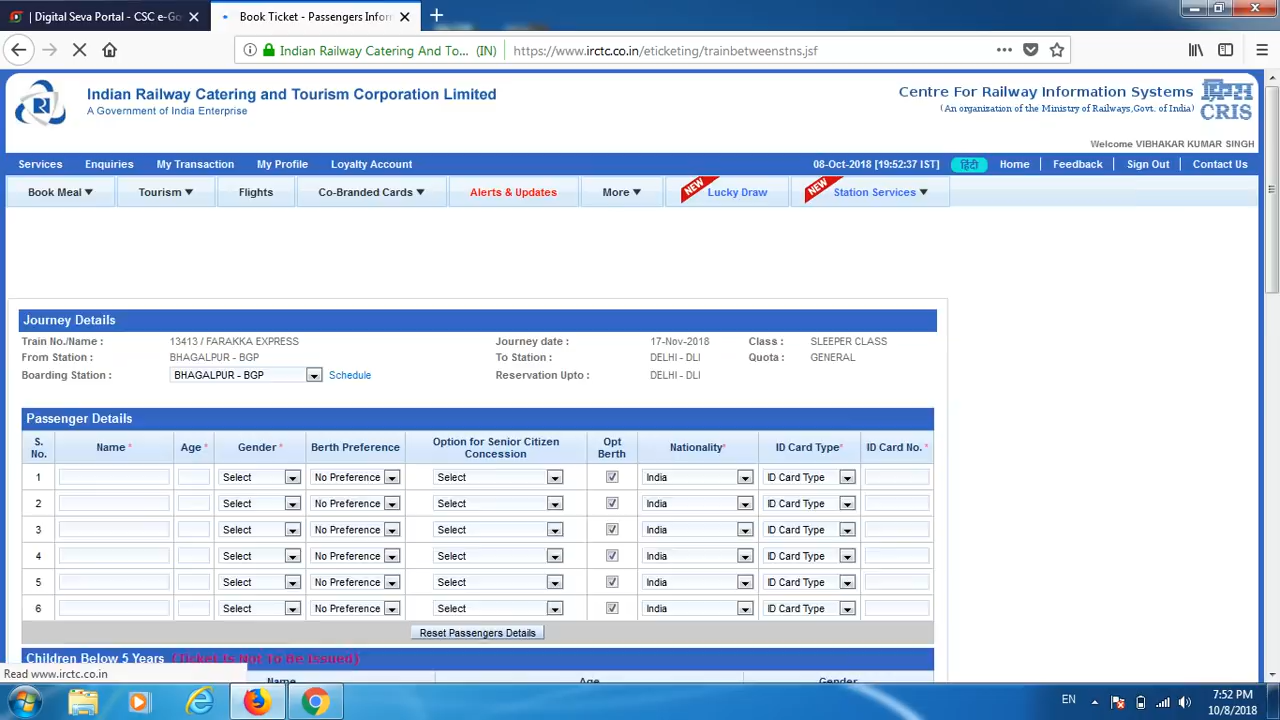 | Digital Seva Portal - CSC e-Go
Book Ticket - Passengers Infor
Indian Railway Catering And To... (IN)
https://www.irctc.co.in/eticketing/trainbetweenstns.jsf
Indian Railway Catering and Tourism Corporation Limited
A Government of India Enterprise
Centre For Railway Information Systems
(An organization of the Ministry of Railways,Govt. of India)
CRIS
Welcome VIBHAKAR KUMAR SINGH
Services Enquiries My Transaction My Profile Loyalty Account 08-Oct-2018 [19:52:37 IST] हिंदी Home Feedback Sign Out Contact Us
Book Meal Tourism Flights Co-Branded Cards Alerts & Updates More NEW Lucky Draw NEW Station Services
Journey Details
Train No./Name : 13413 / FARAKKA EXPRESS Journey date : 17-Nov-2018 Class : SLEEPER CLASS
From Station : BHAGALPUR - BGP To Station : DELHI - DLI Quota : GENERAL
Boarding Station : BHAGALPUR - BGP Schedule Reservation Upto : DELHI - DLI
Passenger Details
S. No. Name * Age * Gender * Berth Preference Option for Senior Citizen Concession Opt Berth Nationality* ID Card Type* ID Card No. *
1 Select No Preference Select India ID Card Type
2 Select No Preference Select India ID Card Type
3 Select No Preference Select India ID Card Type
4 Select No Preference Select India ID Card Type
5 Select No Preference Select India ID Card Type
6 Select No Preference Select India ID Card Type
Reset Passengers Details
Children Below 5 Years (Ticket Is Not To Be Issued)
Name Age Gender
Read www.irctc.co.in
EN 7:52 PM
10/8/2018